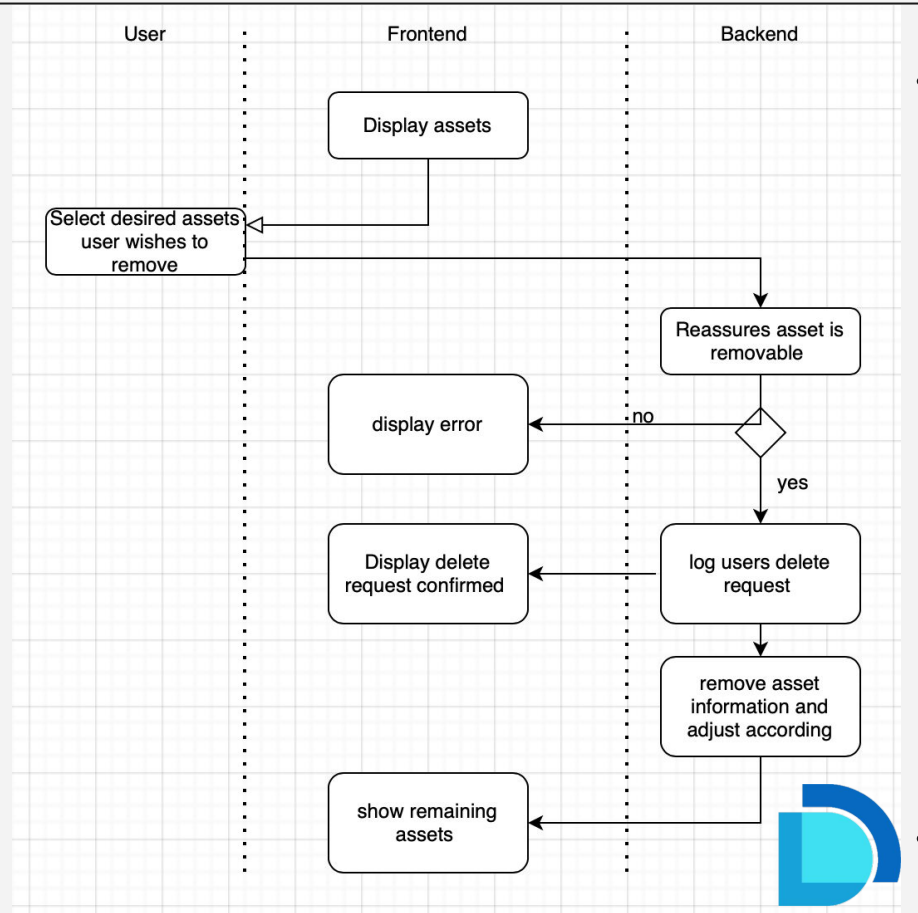 User
Frontend
Backend
Display assets
Select desired assets
user wishes to
remove
Reassures asset is
removable
display error
no
yes
Display delete
request confirmed
log users delete
request
remove asset
information and
adjust according
show remaining
assets